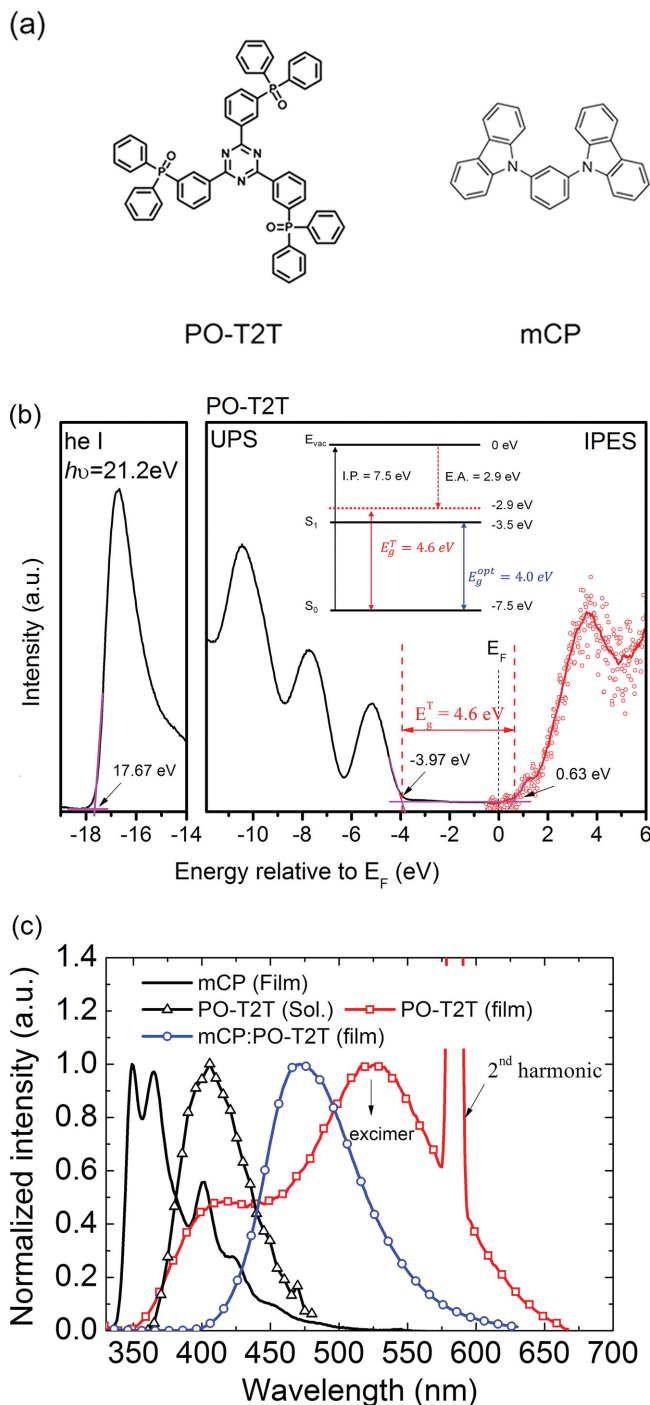 (a)
P
O
N N
N
P
O
O=P
N
N
PO-T2T
mCP
(b)
PO-T2T
he I
hυ=21.2eV
UPS
IPES
E_vac
0 eV
I.P. = 7.5 eV
E.A. = 2.9 eV
-2.9 eV
S_1
-3.5 eV
E_g^T = 4.6 eV
E_g^opt = 4.0 eV
S_0
-7.5 eV
E_F
E_g^T = 4.6 eV
-3.97 eV
0.63 eV
17.67 eV
Intensity (a.u.)
-18 -16 -14
-10 -8 -6 -4 -2 0 2 4 6
Energy relative to E_F (eV)
(c)
1.4
1.2
1.0
0.8
0.6
0.4
0.2
0.0
Normalized intensity (a.u.)
mCP (Film)
PO-T2T (Sol.) PO-T2T (film)
mCP:PO-T2T (film)
2nd harmonic
excimer
350 400 450 500 550 600 650 700
Wavelength (nm)